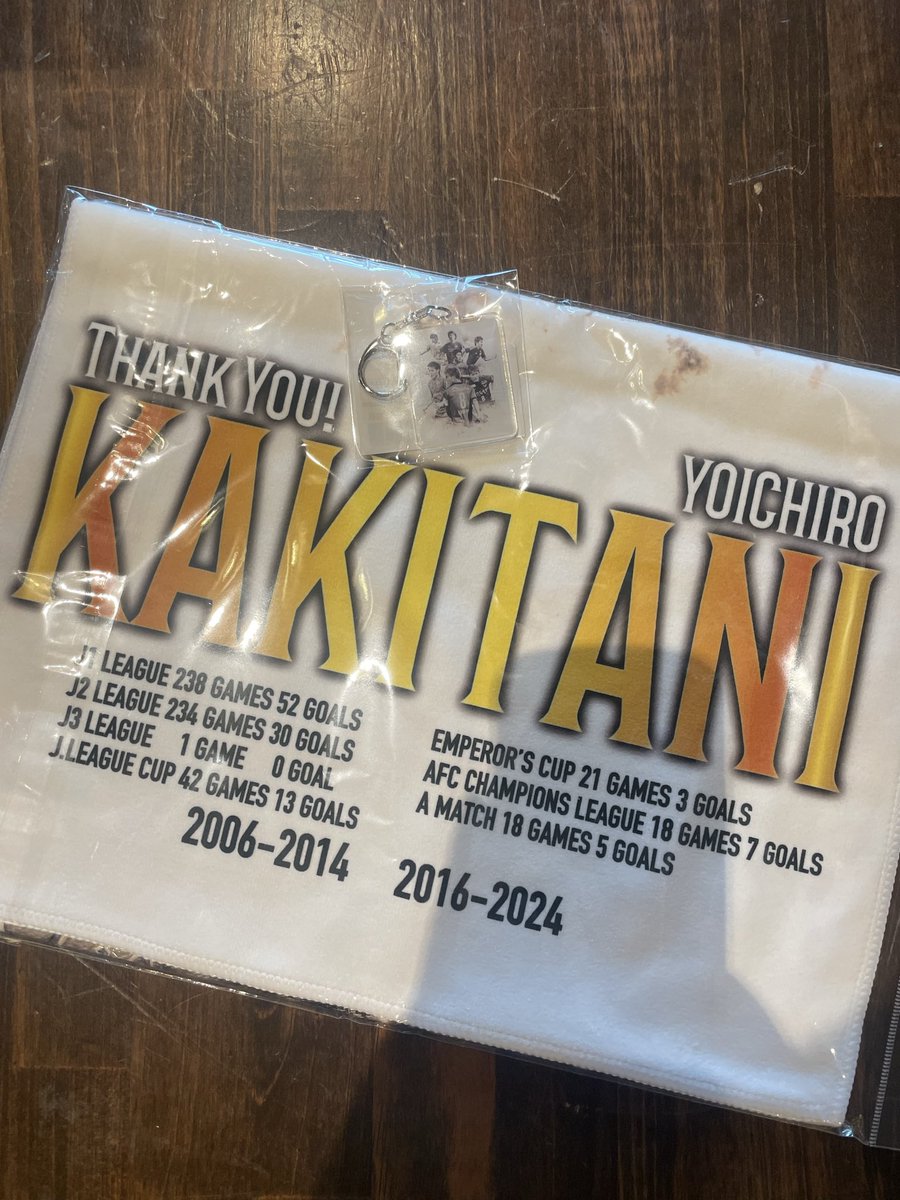 THANK YOU!
YOICHIRO
KAKITANI
J1 LEAGUE 238 GAMES 52 GOALS
J2 LEAGUE 234 GAMES 30 GOALS
J3 LEAGUE 1 GAME 0 GOAL
J.LEAGUE CUP 42 GAMES 13 GOALS
2006-2014
EMPEROR'S CUP 21 GAMES 3 GOALS
AFC CHAMPIONS LEAGUE 18 GAMES 7 GOALS
A MATCH 18 GAMES 5 GOALS
2016-2024